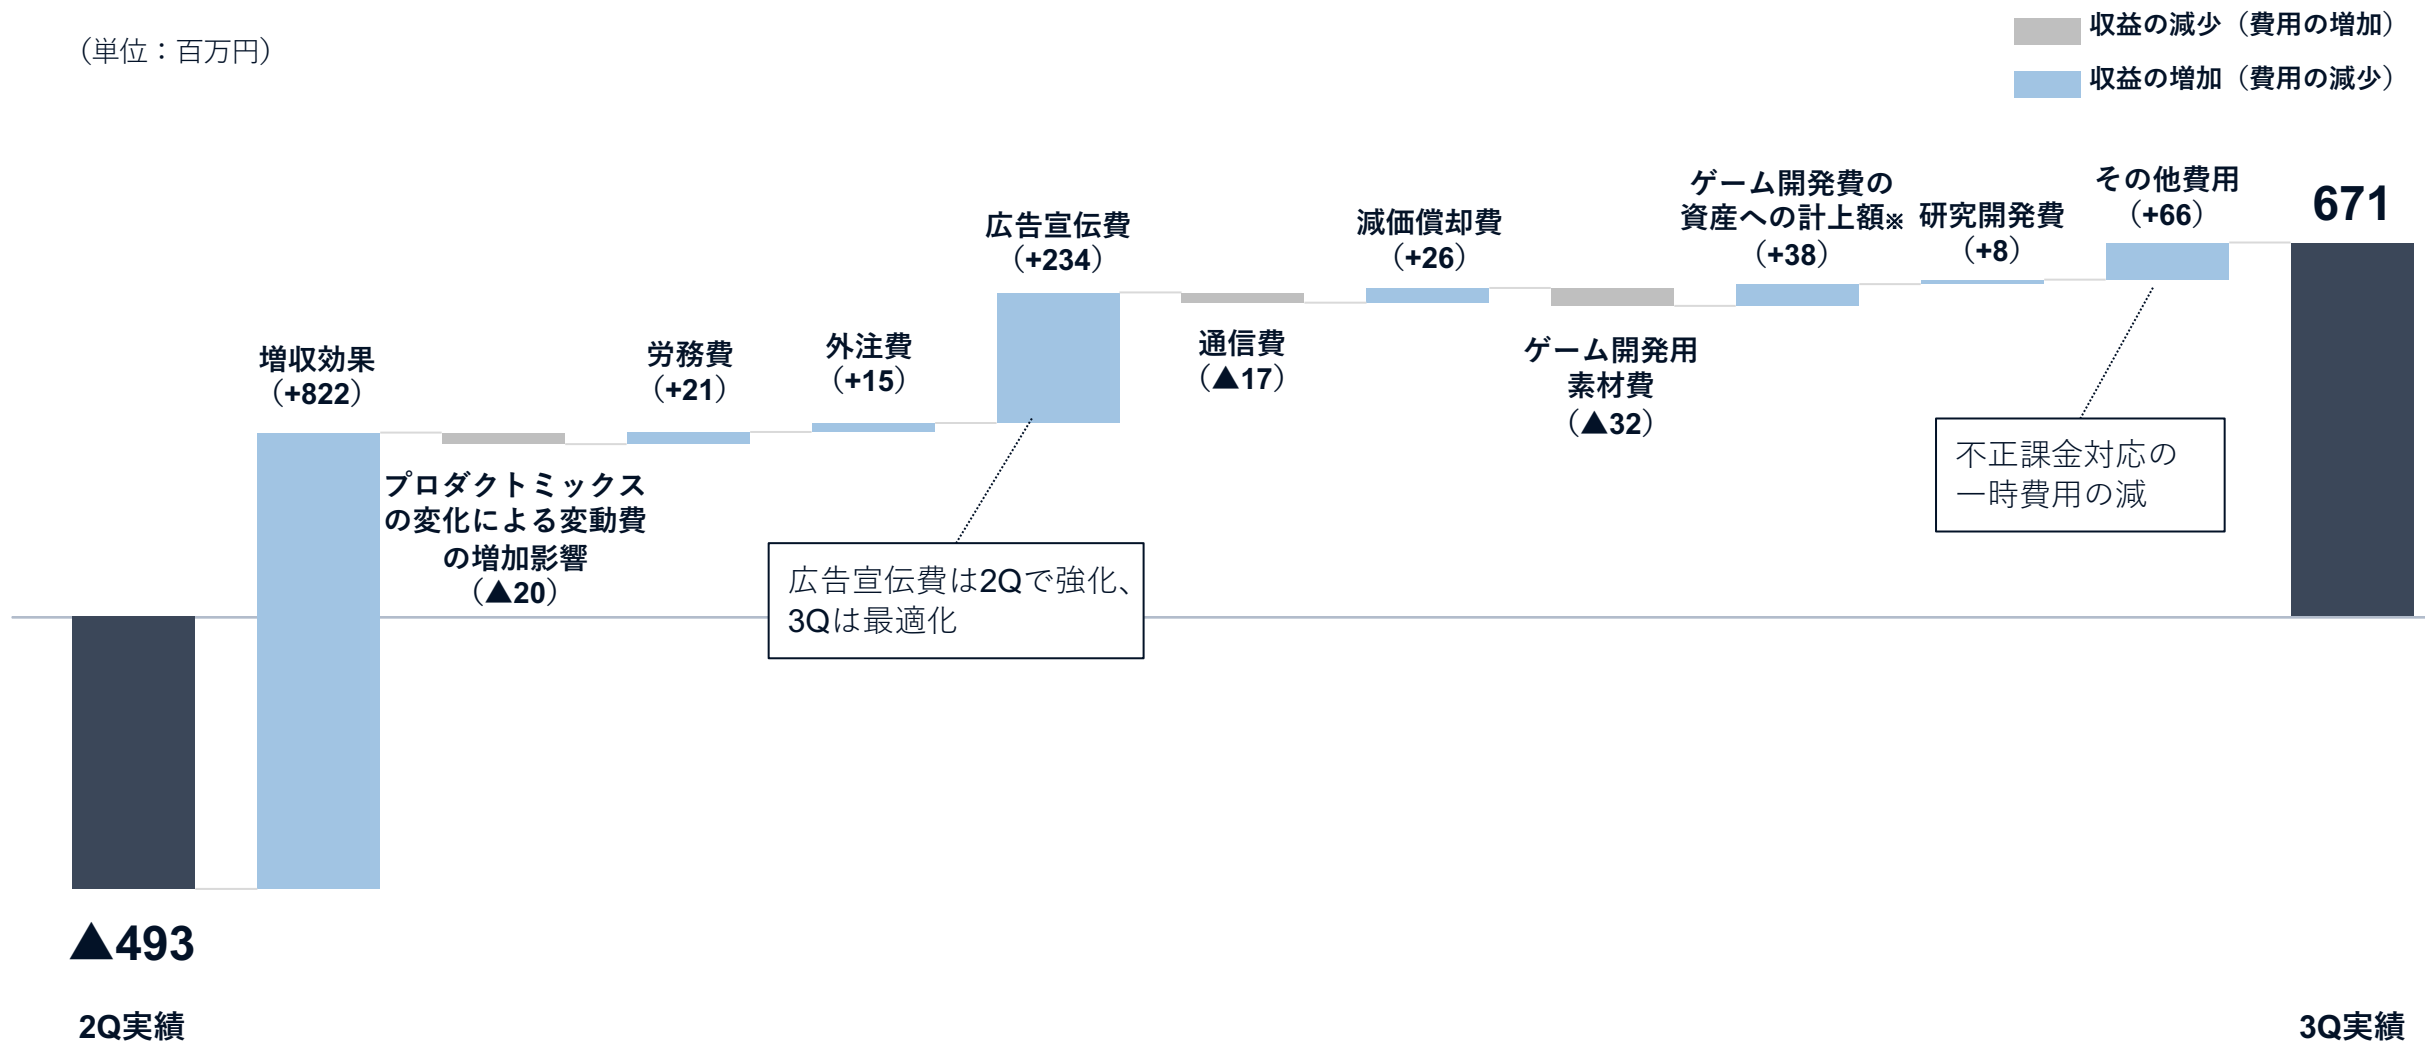 （単位：百万円）
収益の減少（費用の増加）
収益の増加（費用の減少）
▲493
2Q実績
増収効果
（+822）
プロダクトミックス
の変化による変動費
の増加影響
（▲20）
労務費
（+21）
外注費
（+15）
広告宣伝費
（+234）
広告宣伝費は2Qで強化、
3Qは最適化
通信費
（▲17）
減価償却費
（+26）
ゲーム開発用
素材費
（▲32）
ゲーム開発費の
資産への計上額※
（+38）
研究開発費
（+8）
その他費用
（+66）
不正課金対応の
一時費用の減
671
3Q実績